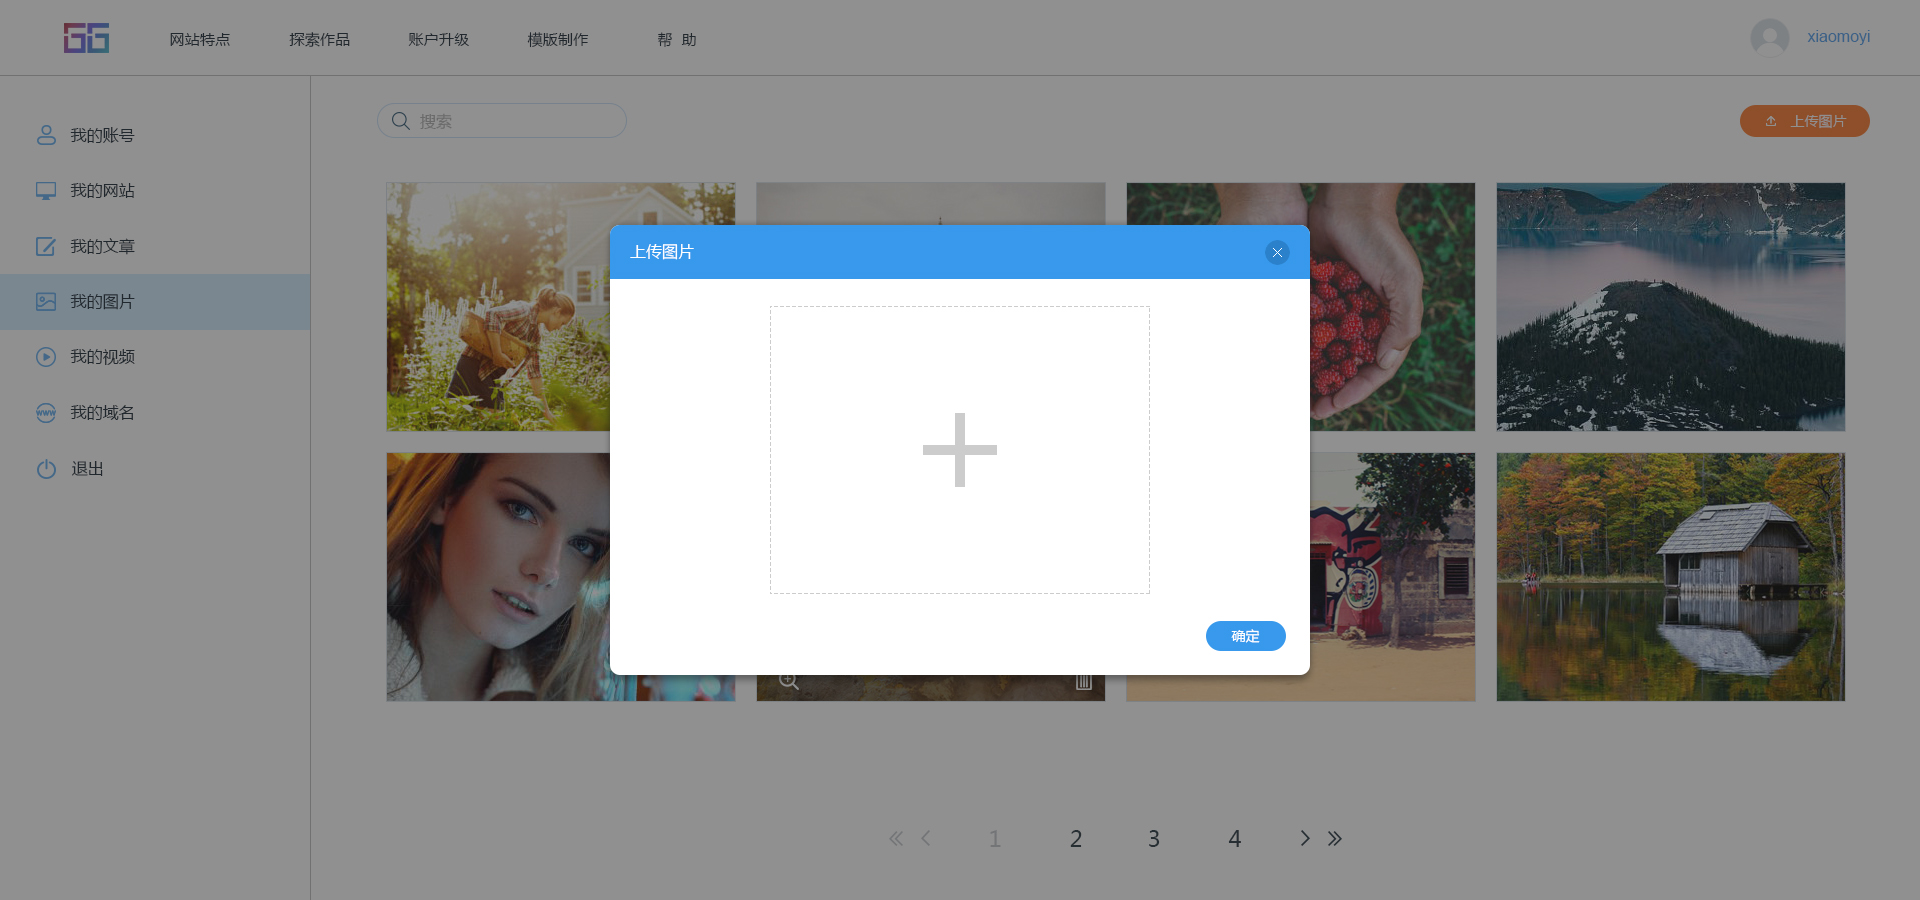 GG
网站特点
探索作品
账户升级
模版制作
帮 助
xiaomoyi
我的账号
我的网站
我的文章
我的图片
我的视频
www 我的域名
退出
搜索
上传图片
上传图片
确定
1 2 3 4